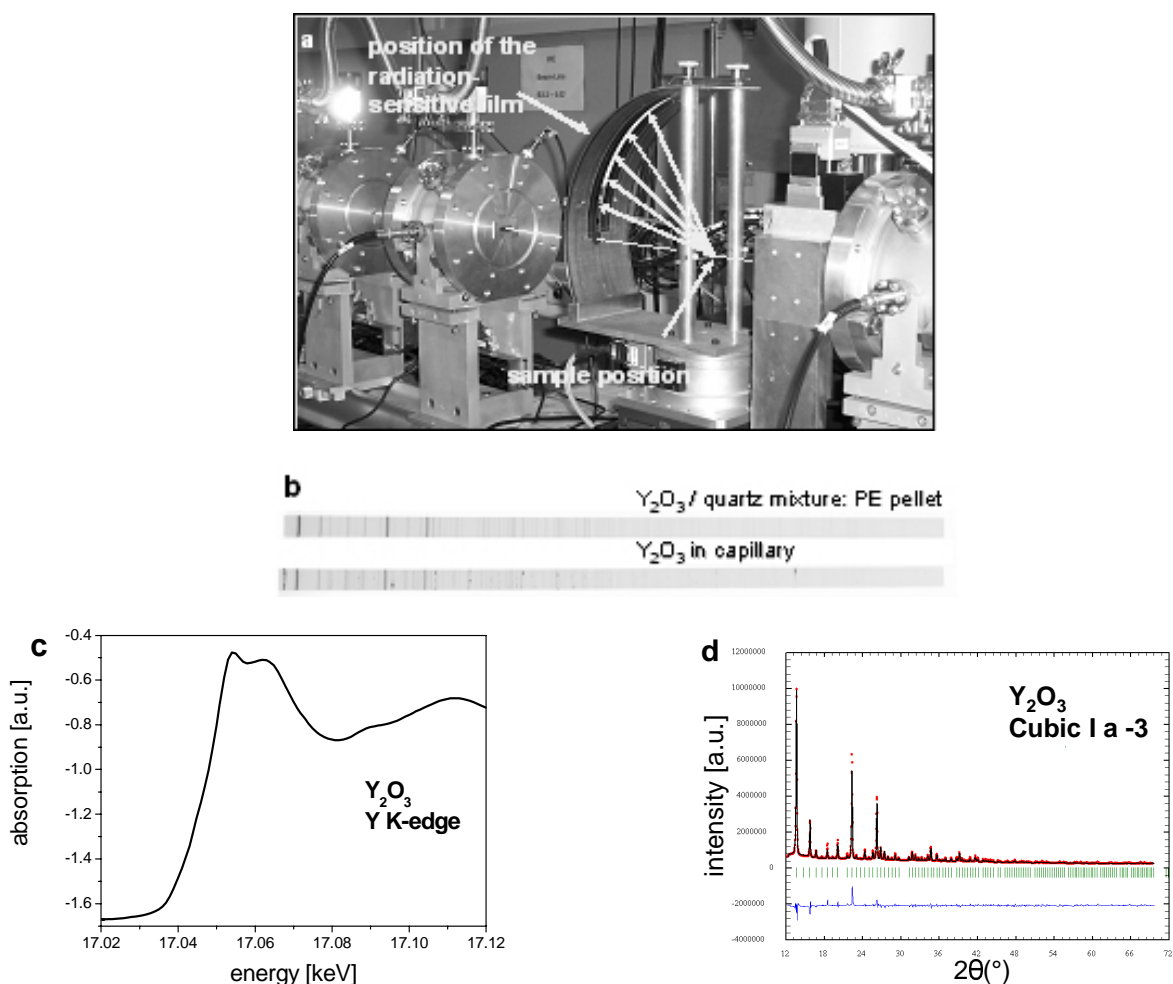 a
position of the
radiation-
sensitive film
sample position
b
Y₂O₃ / quartz mixture: PE pellet
Y₂O₃ in capillary
c
absorption [a.u.]
-0.4
-0.6
-0.8
-1.0
-1.2
-1.4
-1.6
17.02 17.04 17.06 17.08 17.10 17.12
energy [keV]
Y₂O₃
Y K-edge
d
intensity [a.u.]
12000000
10000000
8000000
6000000
4000000
2000000
0
-2000000
-4000000
12 18 24 30 36 42 48 54 60 66 72
2θ(°)
Y₂O₃
Cubic I a -3